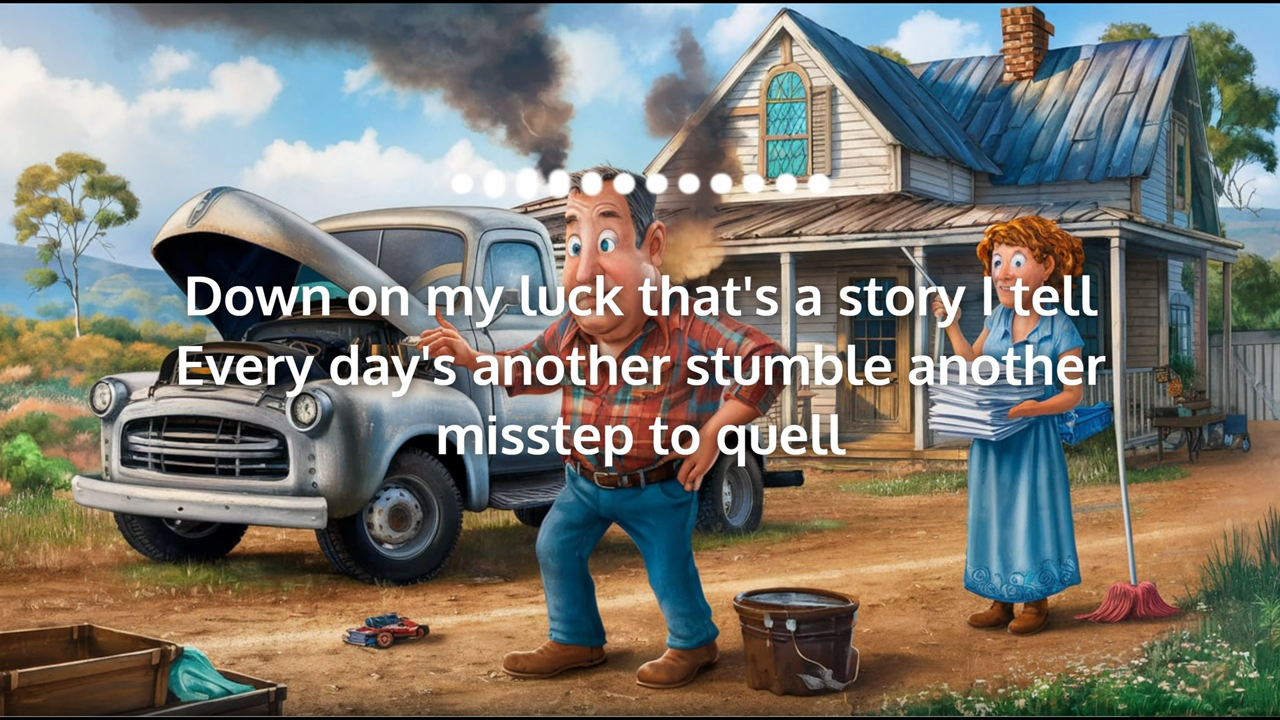 Down on my luck that's a story I tell
Every day's another stumble another
misstep to quell